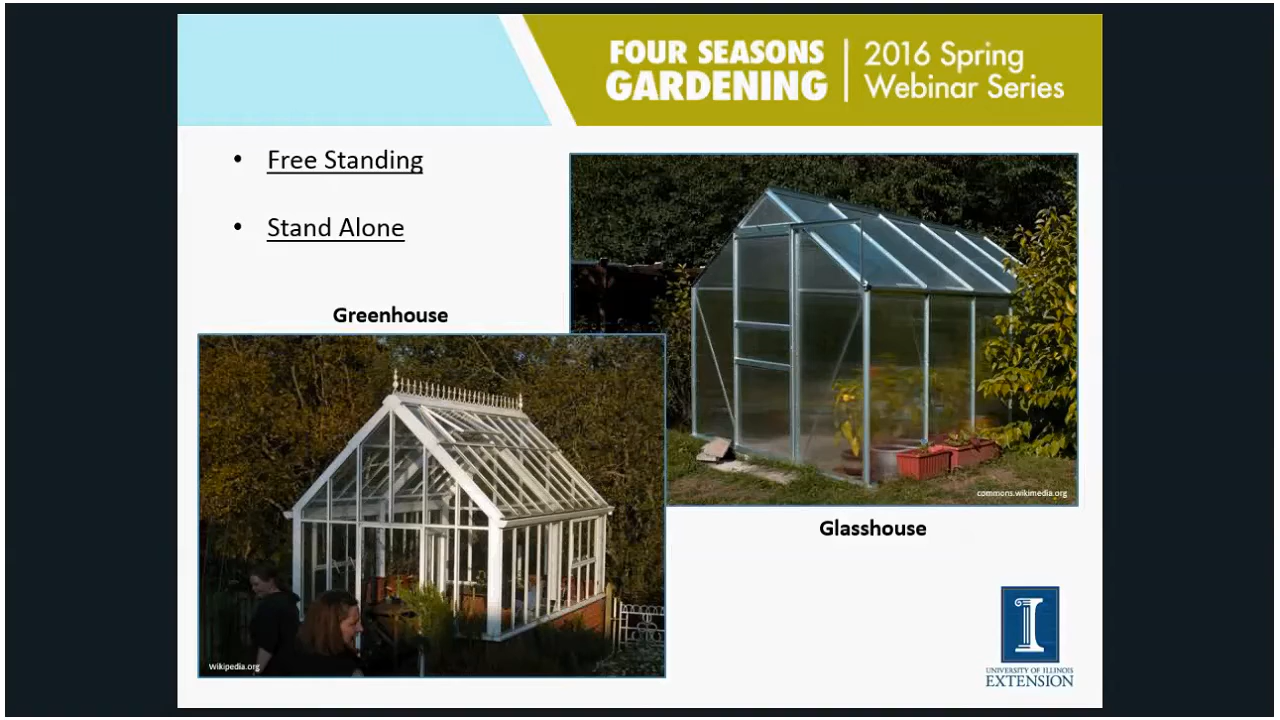 FOUR SEASONS
GARDENING
2016 Spring
Webinar Series
• Free Standing
• Stand Alone
Greenhouse
Wikipedia.org
commons.wikimedia.org
Glasshouse
I
UNIVERSITY OF ILLINOIS
EXTENSION